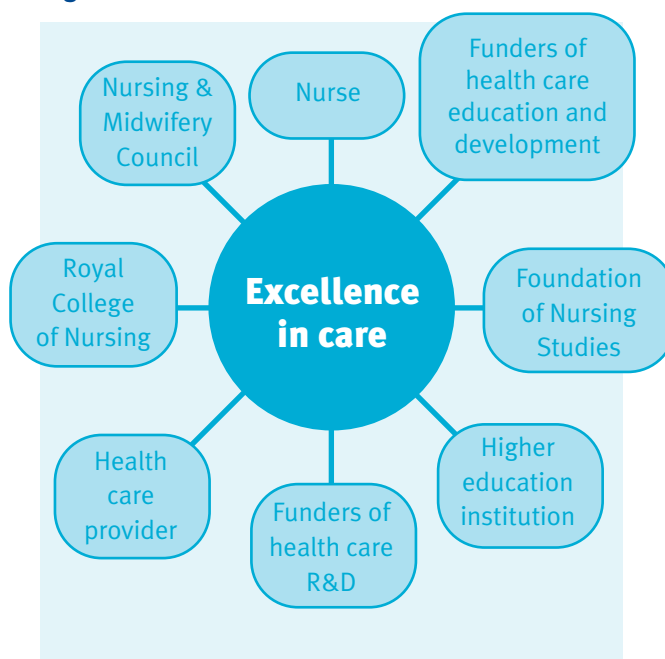 Nurse
Funders of
health care
education and
development
Foundation
of Nursing
Studies
Higher
education
institution
Funders of
health care
R&D
Health
care
provider
Royal
College
of Nursing
Nursing &
Midwifery
Council
Excellence
in care